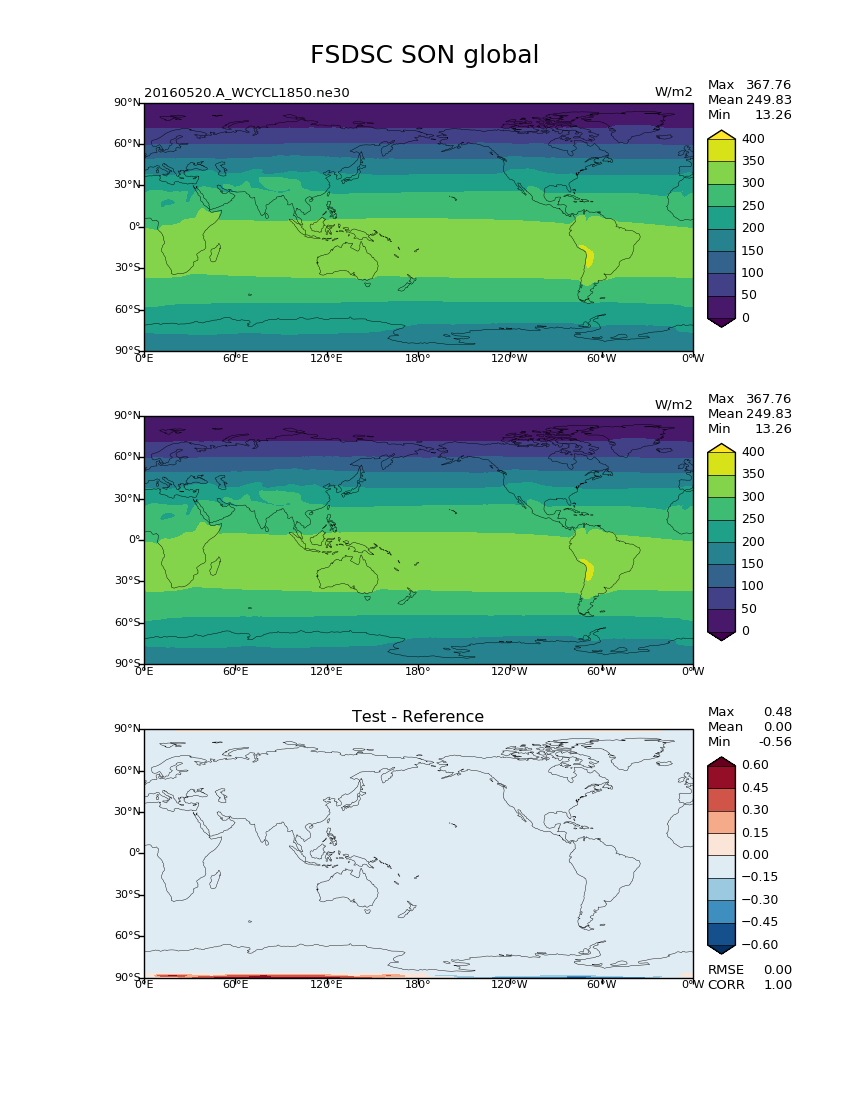 FSDSC SON global
20160520.A_WCYCL1850.ne30
W/m2
Max 367.76
Mean 249.83
Min 13.26
90°N
60°N
30°N
0°
30°S
60°S
90°S
0°E 60°E 120°E 180° 120°W 60°W 0°W
400
350
300
250
200
150
100
50
0
W/m2
Max 367.76
Mean 249.83
Min 13.26
90°N
60°N
30°N
0°
30°S
60°S
90°S
0°E 60°E 120°E 180° 120°W 60°W 0°W
400
350
300
250
200
150
100
50
0
Test - Reference
Max 0.48
Mean 0.00
Min -0.56
90°N
60°N
30°N
0°
30°S
60°S
90°S
0°E 60°E 120°E 180° 120°W 60°W 0°W
0.60
0.45
0.30
0.15
0.00
−0.15
−0.30
−0.45
−0.60
RMSE 0.00
CORR 1.00